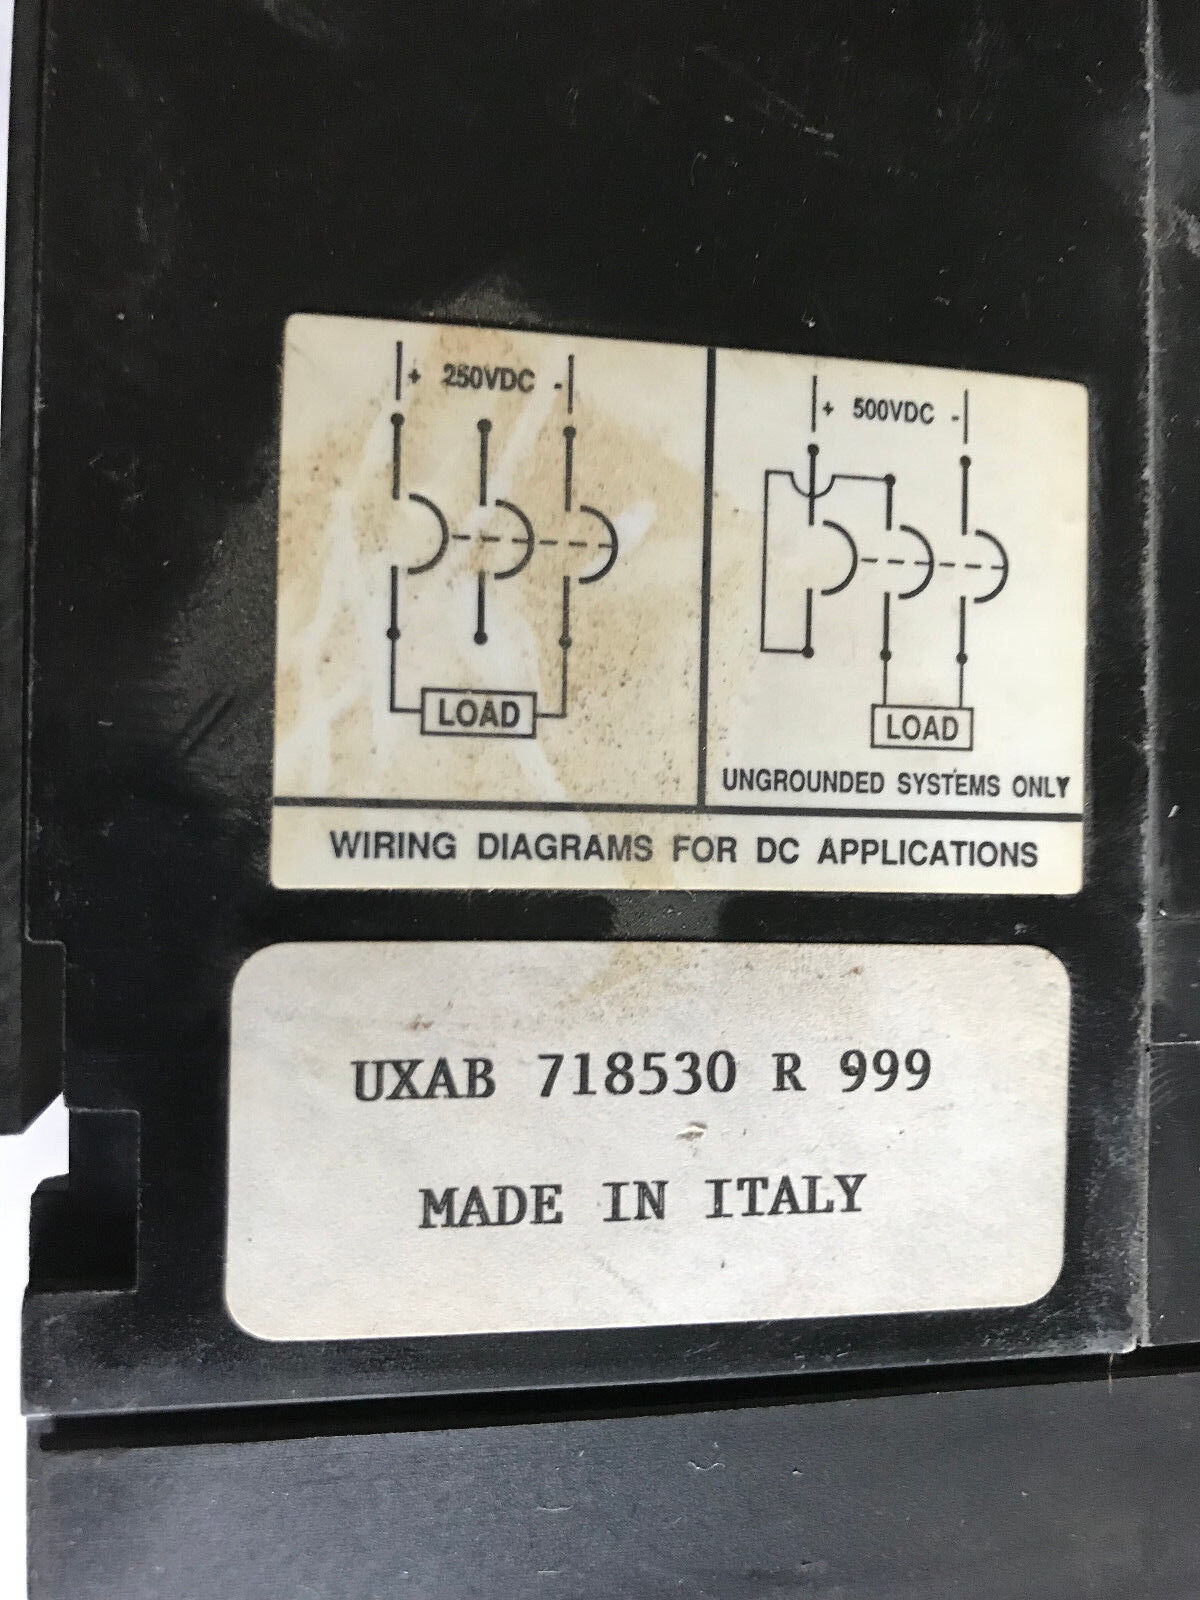 + 250VDC -
LOAD
+ 500VDC -
LOAD
UNGROUNDED SYSTEMS ONLY
WIRING DIAGRAMS FOR DC APPLICATIONS
UXAB 718530 R 999
MADE IN ITALY